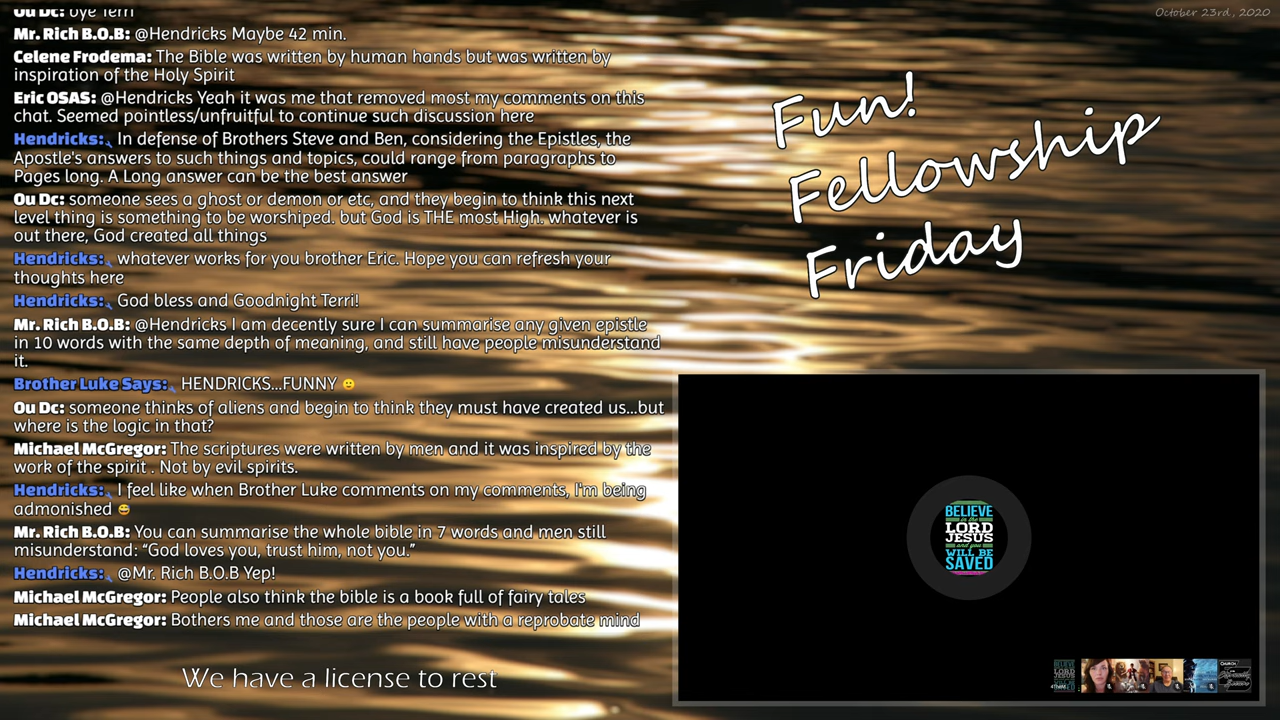 Ou Dc: bye Terri
October 23rd, 2020
Mr. Rich B.O.B: @Hendricks Maybe 42 min.
Celene Frodema: The Bible was written by human hands but was written by
inspiration of the Holy Spirit
Eric OSAS: @Hendricks Yeah it was me that removed most my comments on this
chat. Seemed pointless/unfruitful to continue such discussion here
Hendricks: In defense of Brothers Steve and Ben, considering the Epistles, the
Apostle's answers to such things and topics, could range from paragraphs to
Pages long. A Long answer can be the best answer
Ou Dc: someone sees a ghost or demon or etc, and they begin to think this next
level thing is something to be worshiped. but God is THE most High. whatever is
out there, God created all things
Hendricks: whatever works for you brother Eric. Hope you can refresh your
thoughts here
Hendricks: God bless and Goodnight Terri!
Mr. Rich B.O.B: @Hendricks I am decently sure I can summarise any given epistle
in 10 words with the same depth of meaning, and still have people misunderstand
it.
Brother Luke Says: HENDRICKS...FUNNY 🙂
Ou Dc: someone thinks of aliens and begin to think they must have created us...but
where is the logic in that?
Michael McGregor: The scriptures were written by men and it was inspired by the
work of the spirit . Not by evil spirits.
Hendricks: I feel like when Brother Luke comments on my comments, I'm being
admonished 😅
Mr. Rich B.O.B: You can summarise the whole bible in 7 words and men still
misunderstand: “God loves you, trust him, not you.”
Hendricks: @Mr. Rich B.O.B Yep!
Michael McGregor: People also think the bible is a book full of fairy tales
Michael McGregor: Bothers me and those are the people with a reprobate mind
We have a license to rest
Fun!
Fellowship
Friday
BELIEVE
in the
LORD
JESUS
and you
WILL BE
SAVED